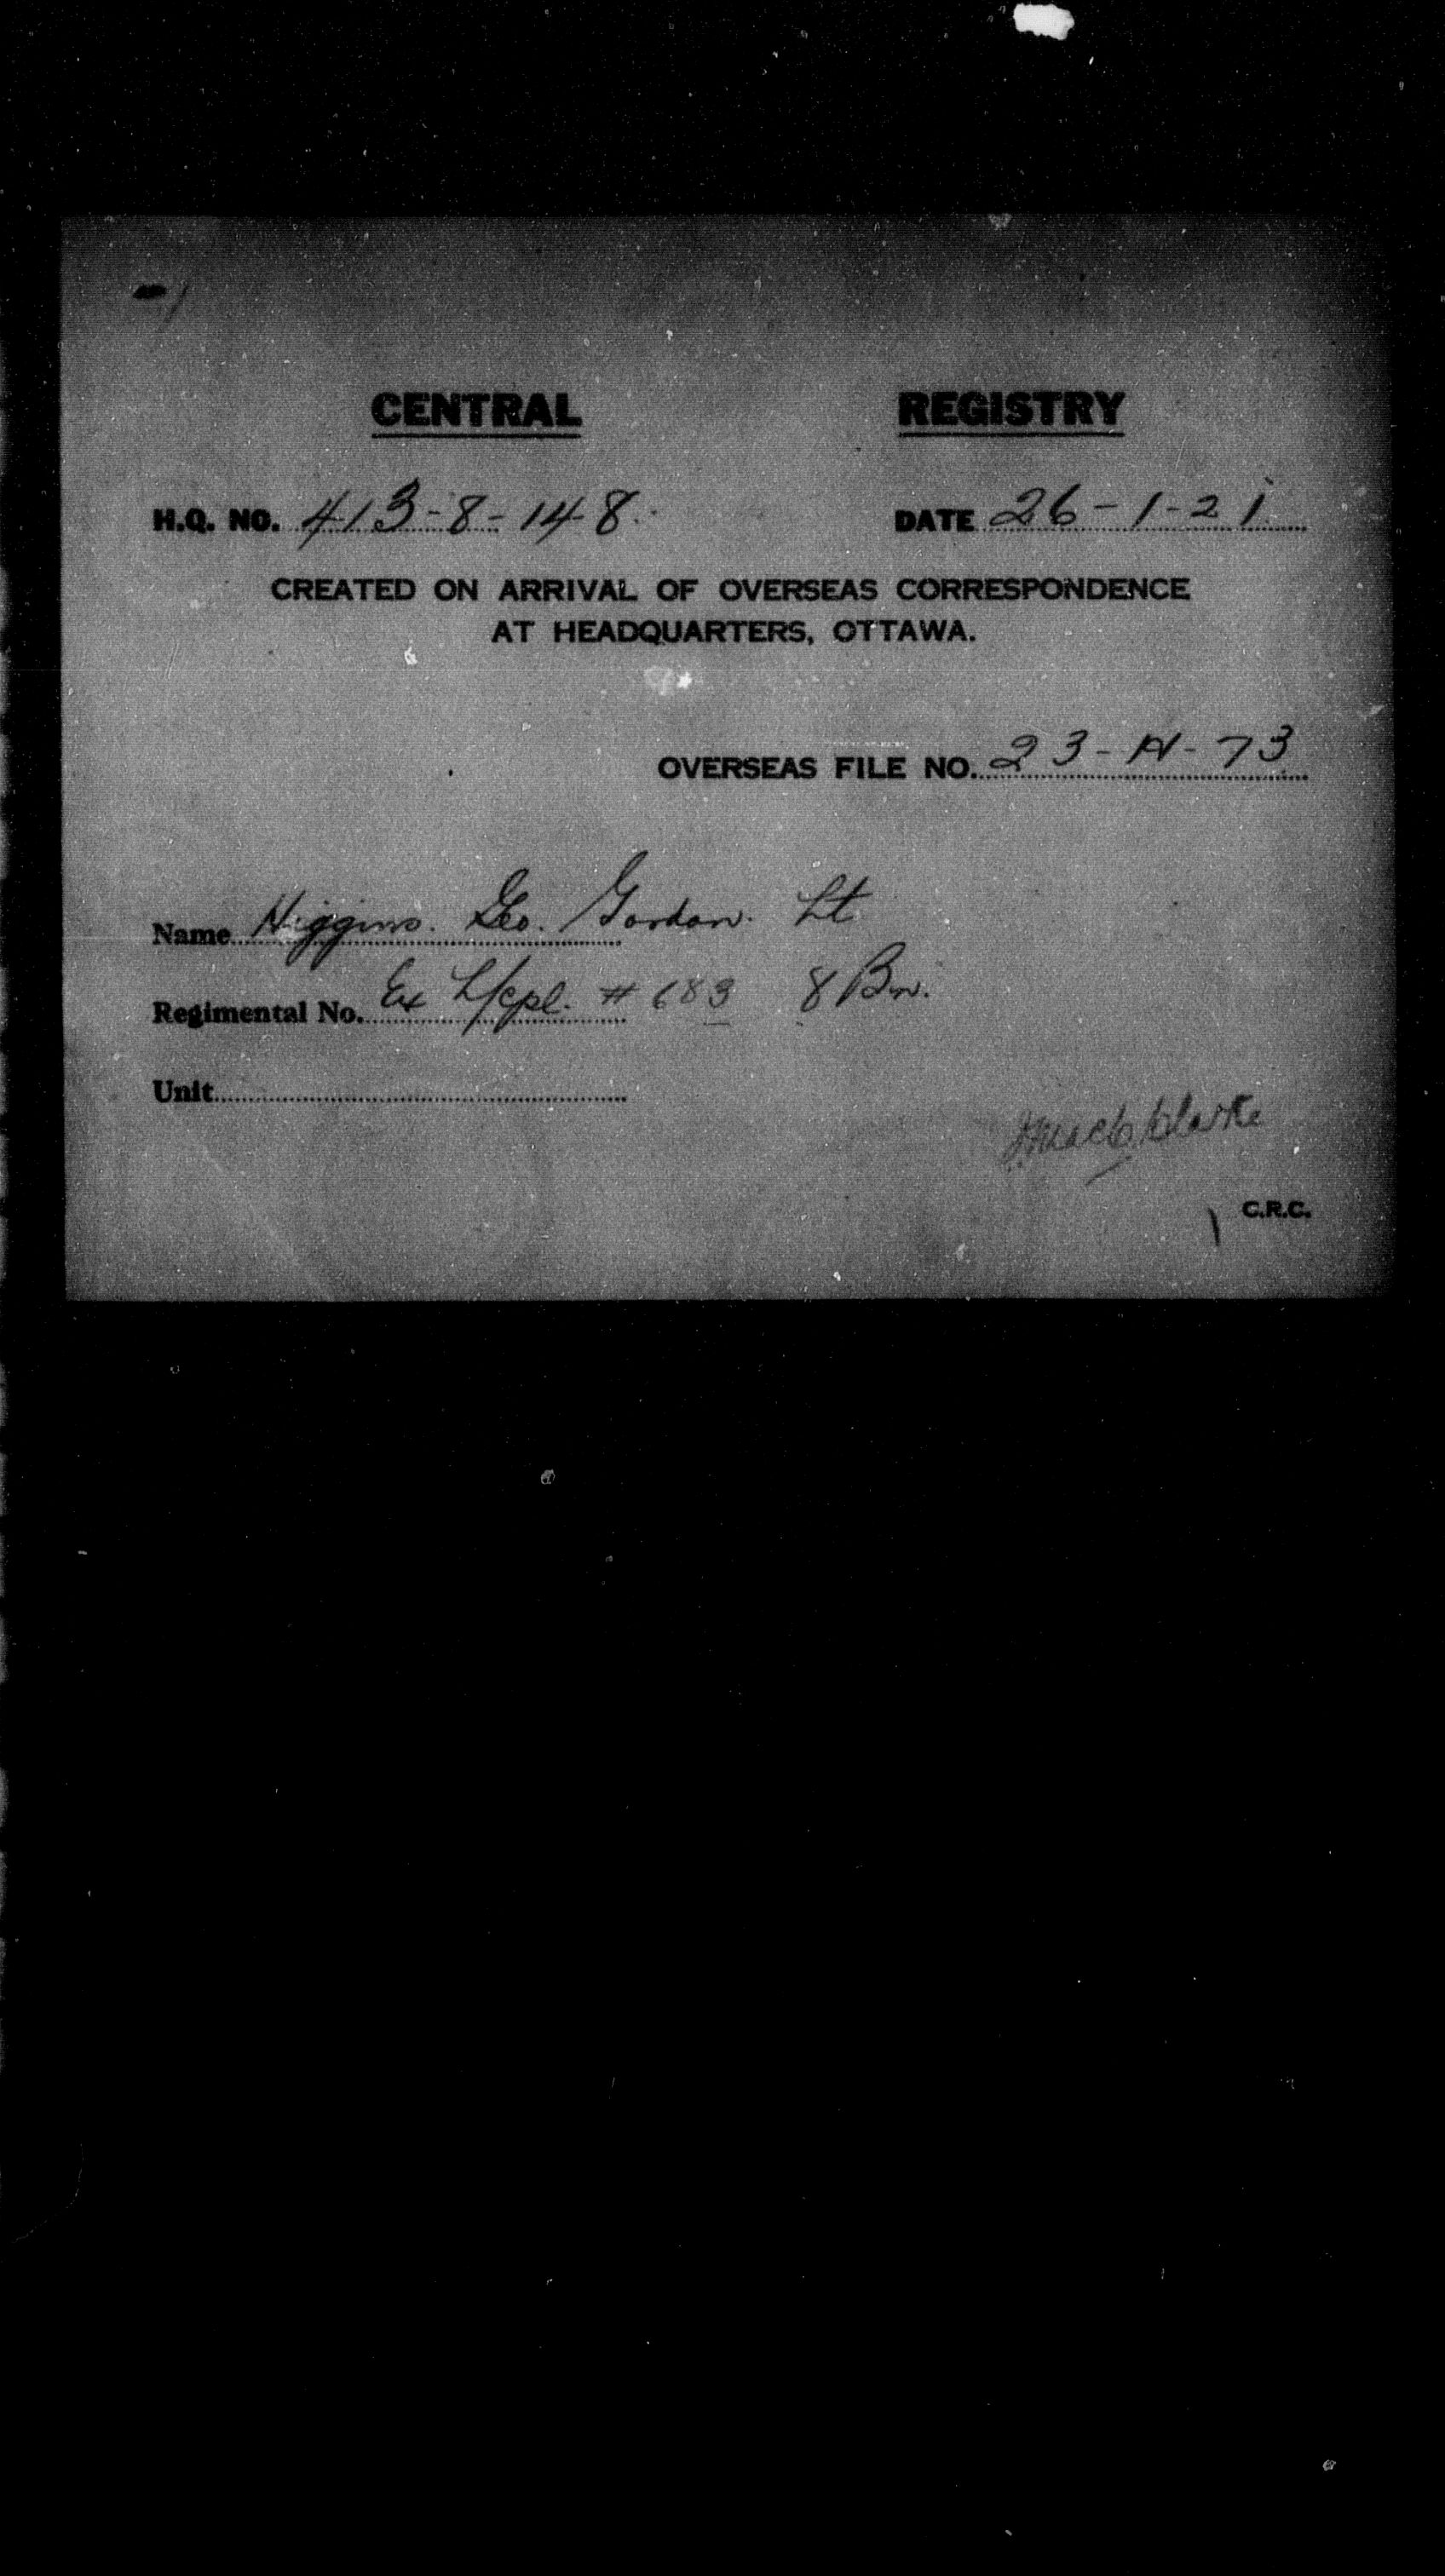 CENTRAL REGISTRY
H.Q. NO. 413-8-148. DATE 26-1-21
CREATED ON ARRIVAL OF OVERSEAS CORRESPONDENCE
AT HEADQUARTERS, OTTAWA.
OVERSEAS FILE NO. 23-H-73
Name Higgins. Geo. Gordon. Lt
Regimental No. Ex L/cpl. # 683 8 Bn.
Unit
Clarke
C.R.C.